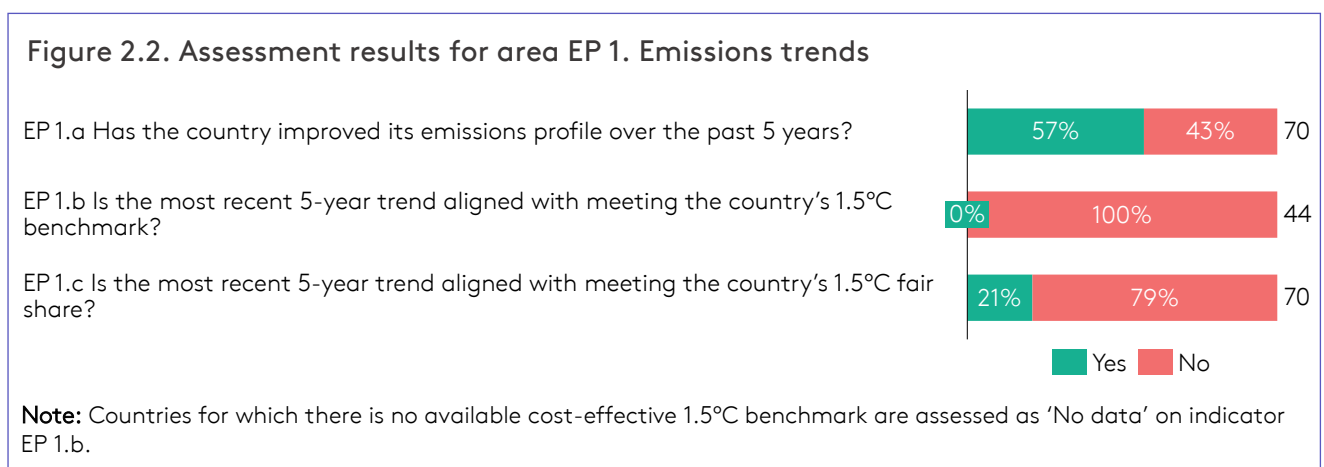 Figure 2.2. Assessment results for area EP 1. Emissions trends
EP 1.a Has the country improved its emissions profile over the past 5 years?
57%
43%
70
EP 1.b Is the most recent 5-year trend aligned with meeting the country's 1.5°C
benchmark?
0%
100%
44
EP 1.c Is the most recent 5-year trend aligned with meeting the country's 1.5°C fair
share?
21%
79%
70
Yes
No
Note: Countries for which there is no available cost-effective 1.5°C benchmark are assessed as 'No data' on indicator
EP 1.b.